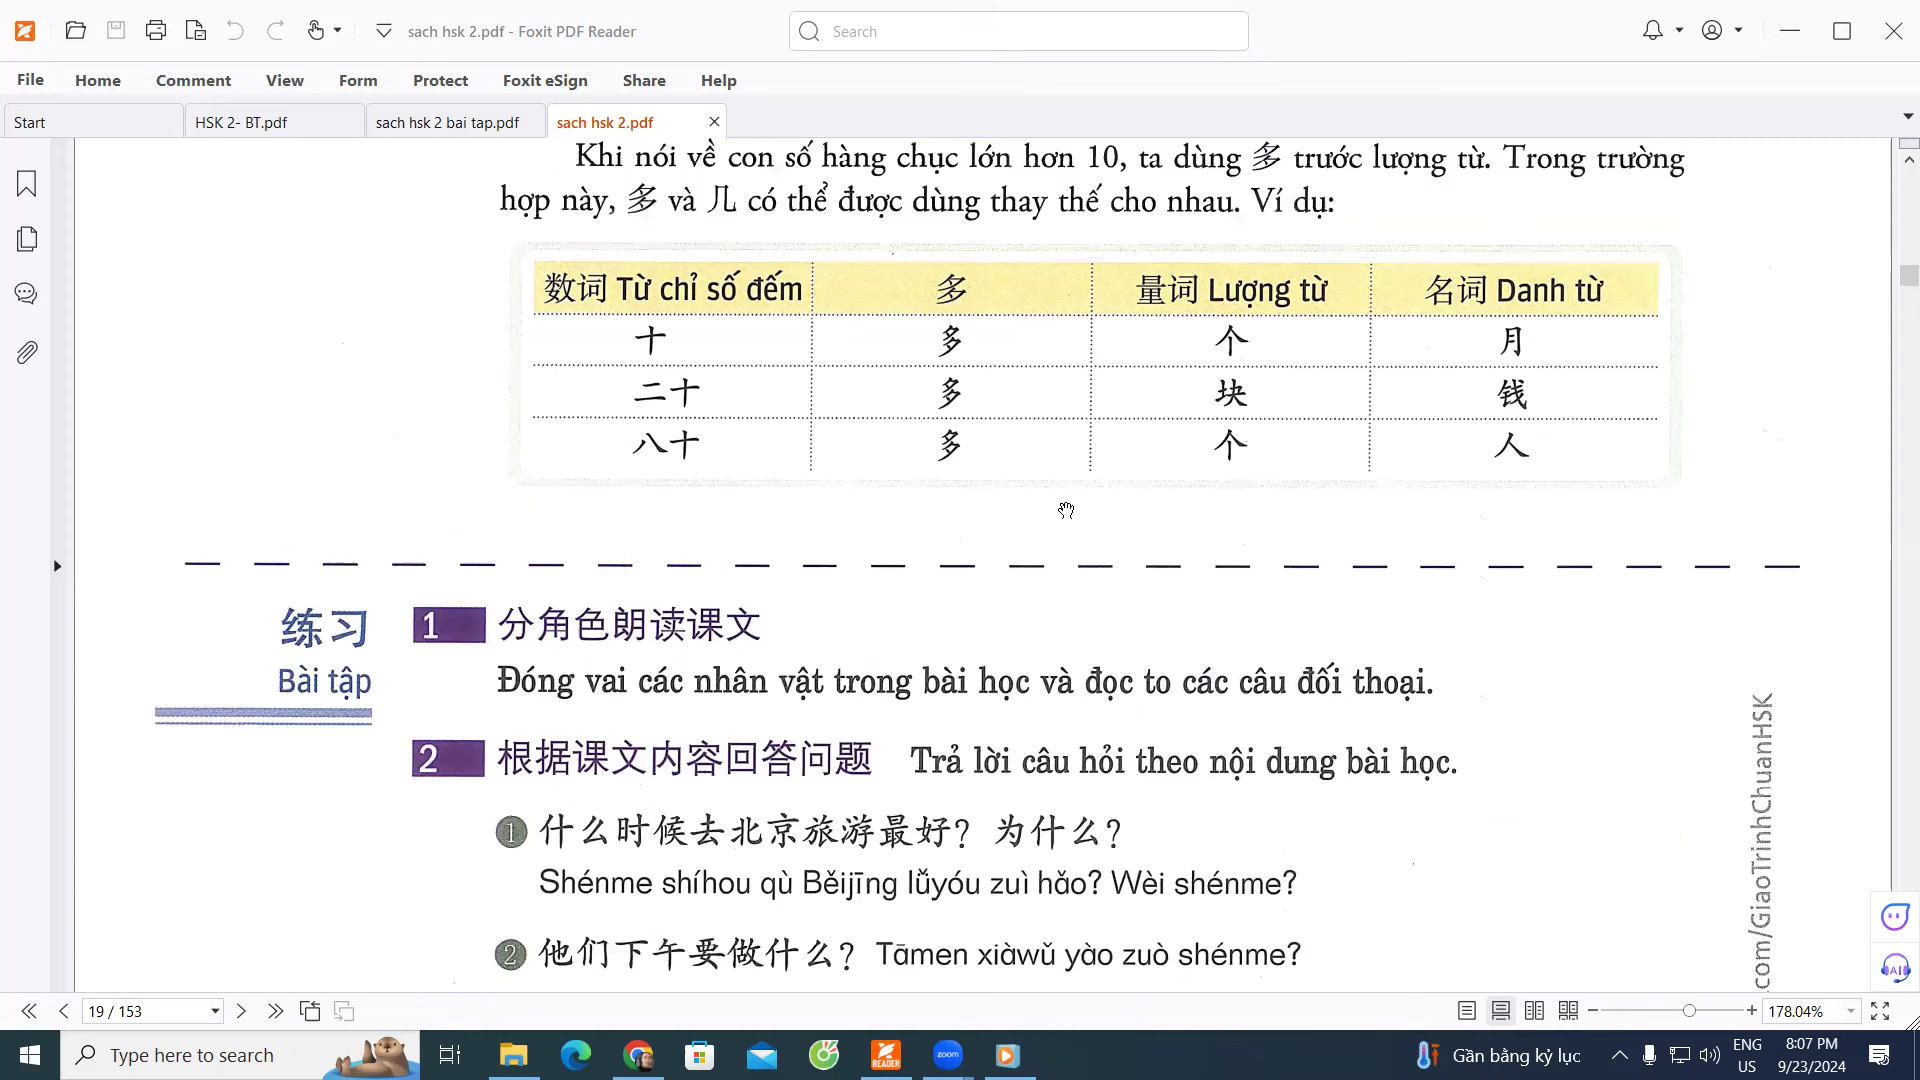 sach hsk 2.pdf - Foxit PDF Reader
Search
File Home Comment View Form Protect Foxit eSign Share Help
Start HSK 2- BT.pdf sach hsk 2 bai tap.pdf sach hsk 2.pdf
Khi nói về con số hàng chục lớn hơn 10, ta dùng 多 trước lượng từ. Trong trường
hợp này, 多 và 几 có thể được dùng thay thế cho nhau. Ví dụ:
数词 Từ chỉ số đếm 多 量词 Lượng từ 名词 Danh từ
十 多 个 月
二十 多 块 钱
八十 多 个 人
练习
Bài tập
1 分角色朗读课文
Đóng vai các nhân vật trong bài học và đọc to các câu đối thoại.
2 根据课文内容回答问题 Trả lời câu hỏi theo nội dung bài học.
1 什么时候去北京旅游最好？为什么？
Shénme shíhou qù Běijīng lǚyóu zuì hǎo? Wèi shénme?
2 他们下午要做什么？ Tāmen xiàwǔ yào zuò shénme?
.com/GiaoTrinhChuanHSK
AI
19 / 153
178.04%
Type here to search
READER
zoom
Gần bằng kỷ lục
ENG
US
8:07 PM
9/23/2024